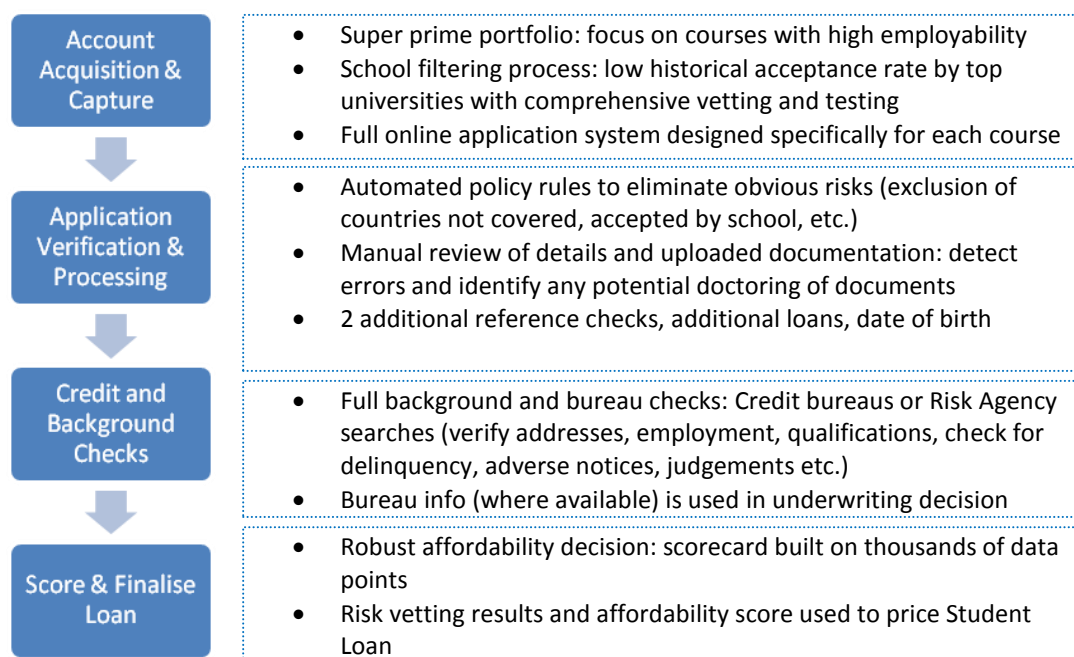 Account
Acquisition &
Capture
• Super prime portfolio: focus on courses with high employability
• School filtering process: low historical acceptance rate by top
universities with comprehensive vetting and testing
• Full online application system designed specifically for each course
Application
Verification &
Processing
• Automated policy rules to eliminate obvious risks (exclusion of
countries not covered, accepted by school, etc.)
• Manual review of details and uploaded documentation: detect
errors and identify any potential doctoring of documents
• 2 additional reference checks, additional loans, date of birth
Credit and
Background
Checks
• Full background and bureau checks: Credit bureaus or Risk Agency
searches (verify addresses, employment, qualifications, check for
delinquency, adverse notices, judgements etc.)
• Bureau info (where available) is used in underwriting decision
Score & Finalise
Loan
• Robust affordability decision: scorecard built on thousands of data
points
• Risk vetting results and affordability score used to price Student
Loan